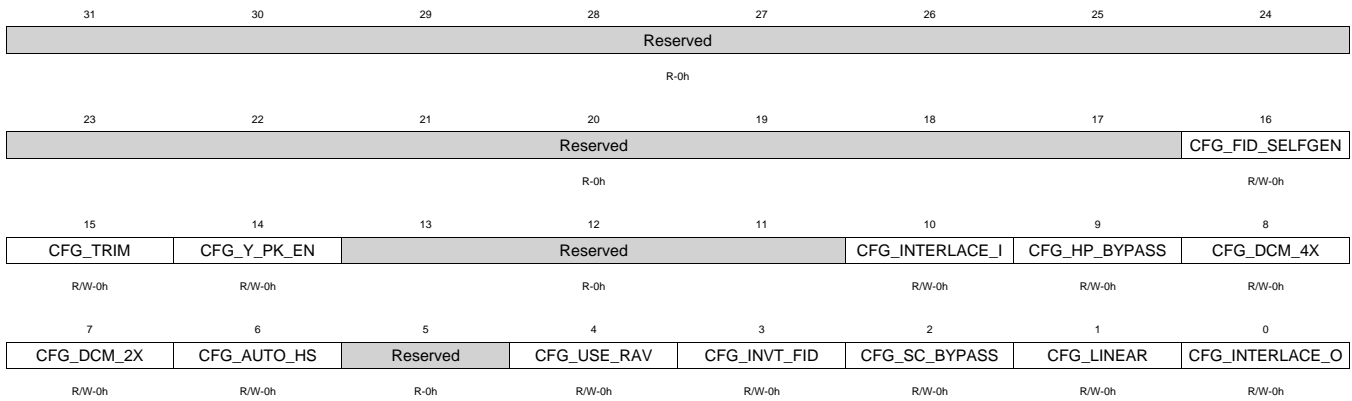 31 30 29 28 27 26 25 24
Reserved
R-0h
23 22 21 20 19 18 17 16
Reserved CFG_FID_SELFGEN
R-0h R/W-0h
15 14 13 12 11 10 9 8
CFG_TRIM CFG_Y_PK_EN Reserved CFG_INTERLACE_I CFG_HP_BYPASS CFG_DCM_4X
R/W-0h R/W-0h R-0h R/W-0h R/W-0h R/W-0h
7 6 5 4 3 2 1 0
CFG_DCM_2X CFG_AUTO_HS Reserved CFG_USE_RAV CFG_INVT_FID CFG_SC_BYPASS CFG_LINEAR CFG_INTERLACE_O
R/W-0h R/W-0h R-0h R/W-0h R/W-0h R/W-0h R/W-0h R/W-0h